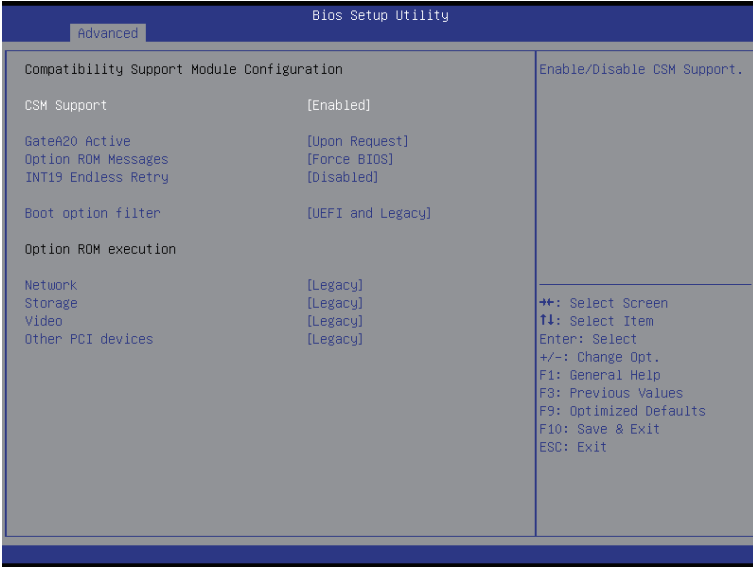 Bios Setup Utility
Advanced
Compatibility Support Module Configuration
CSM Support [Enabled]
GateA20 Active [Upon Request]
Option ROM Messages [Force BIOS]
INT19 Endless Retry [Disabled]
Boot option filter [UEFI and Legacy]
Option ROM execution
Network [Legacy]
Storage [Legacy]
Video [Legacy]
Other PCI devices [Legacy]
Enable/Disable CSM Support.
→←: Select Screen
↑↓: Select Item
Enter: Select
+/-: Change Opt.
F1: General Help
F3: Previous Values
F9: Optimized Defaults
F10: Save & Exit
ESC: Exit